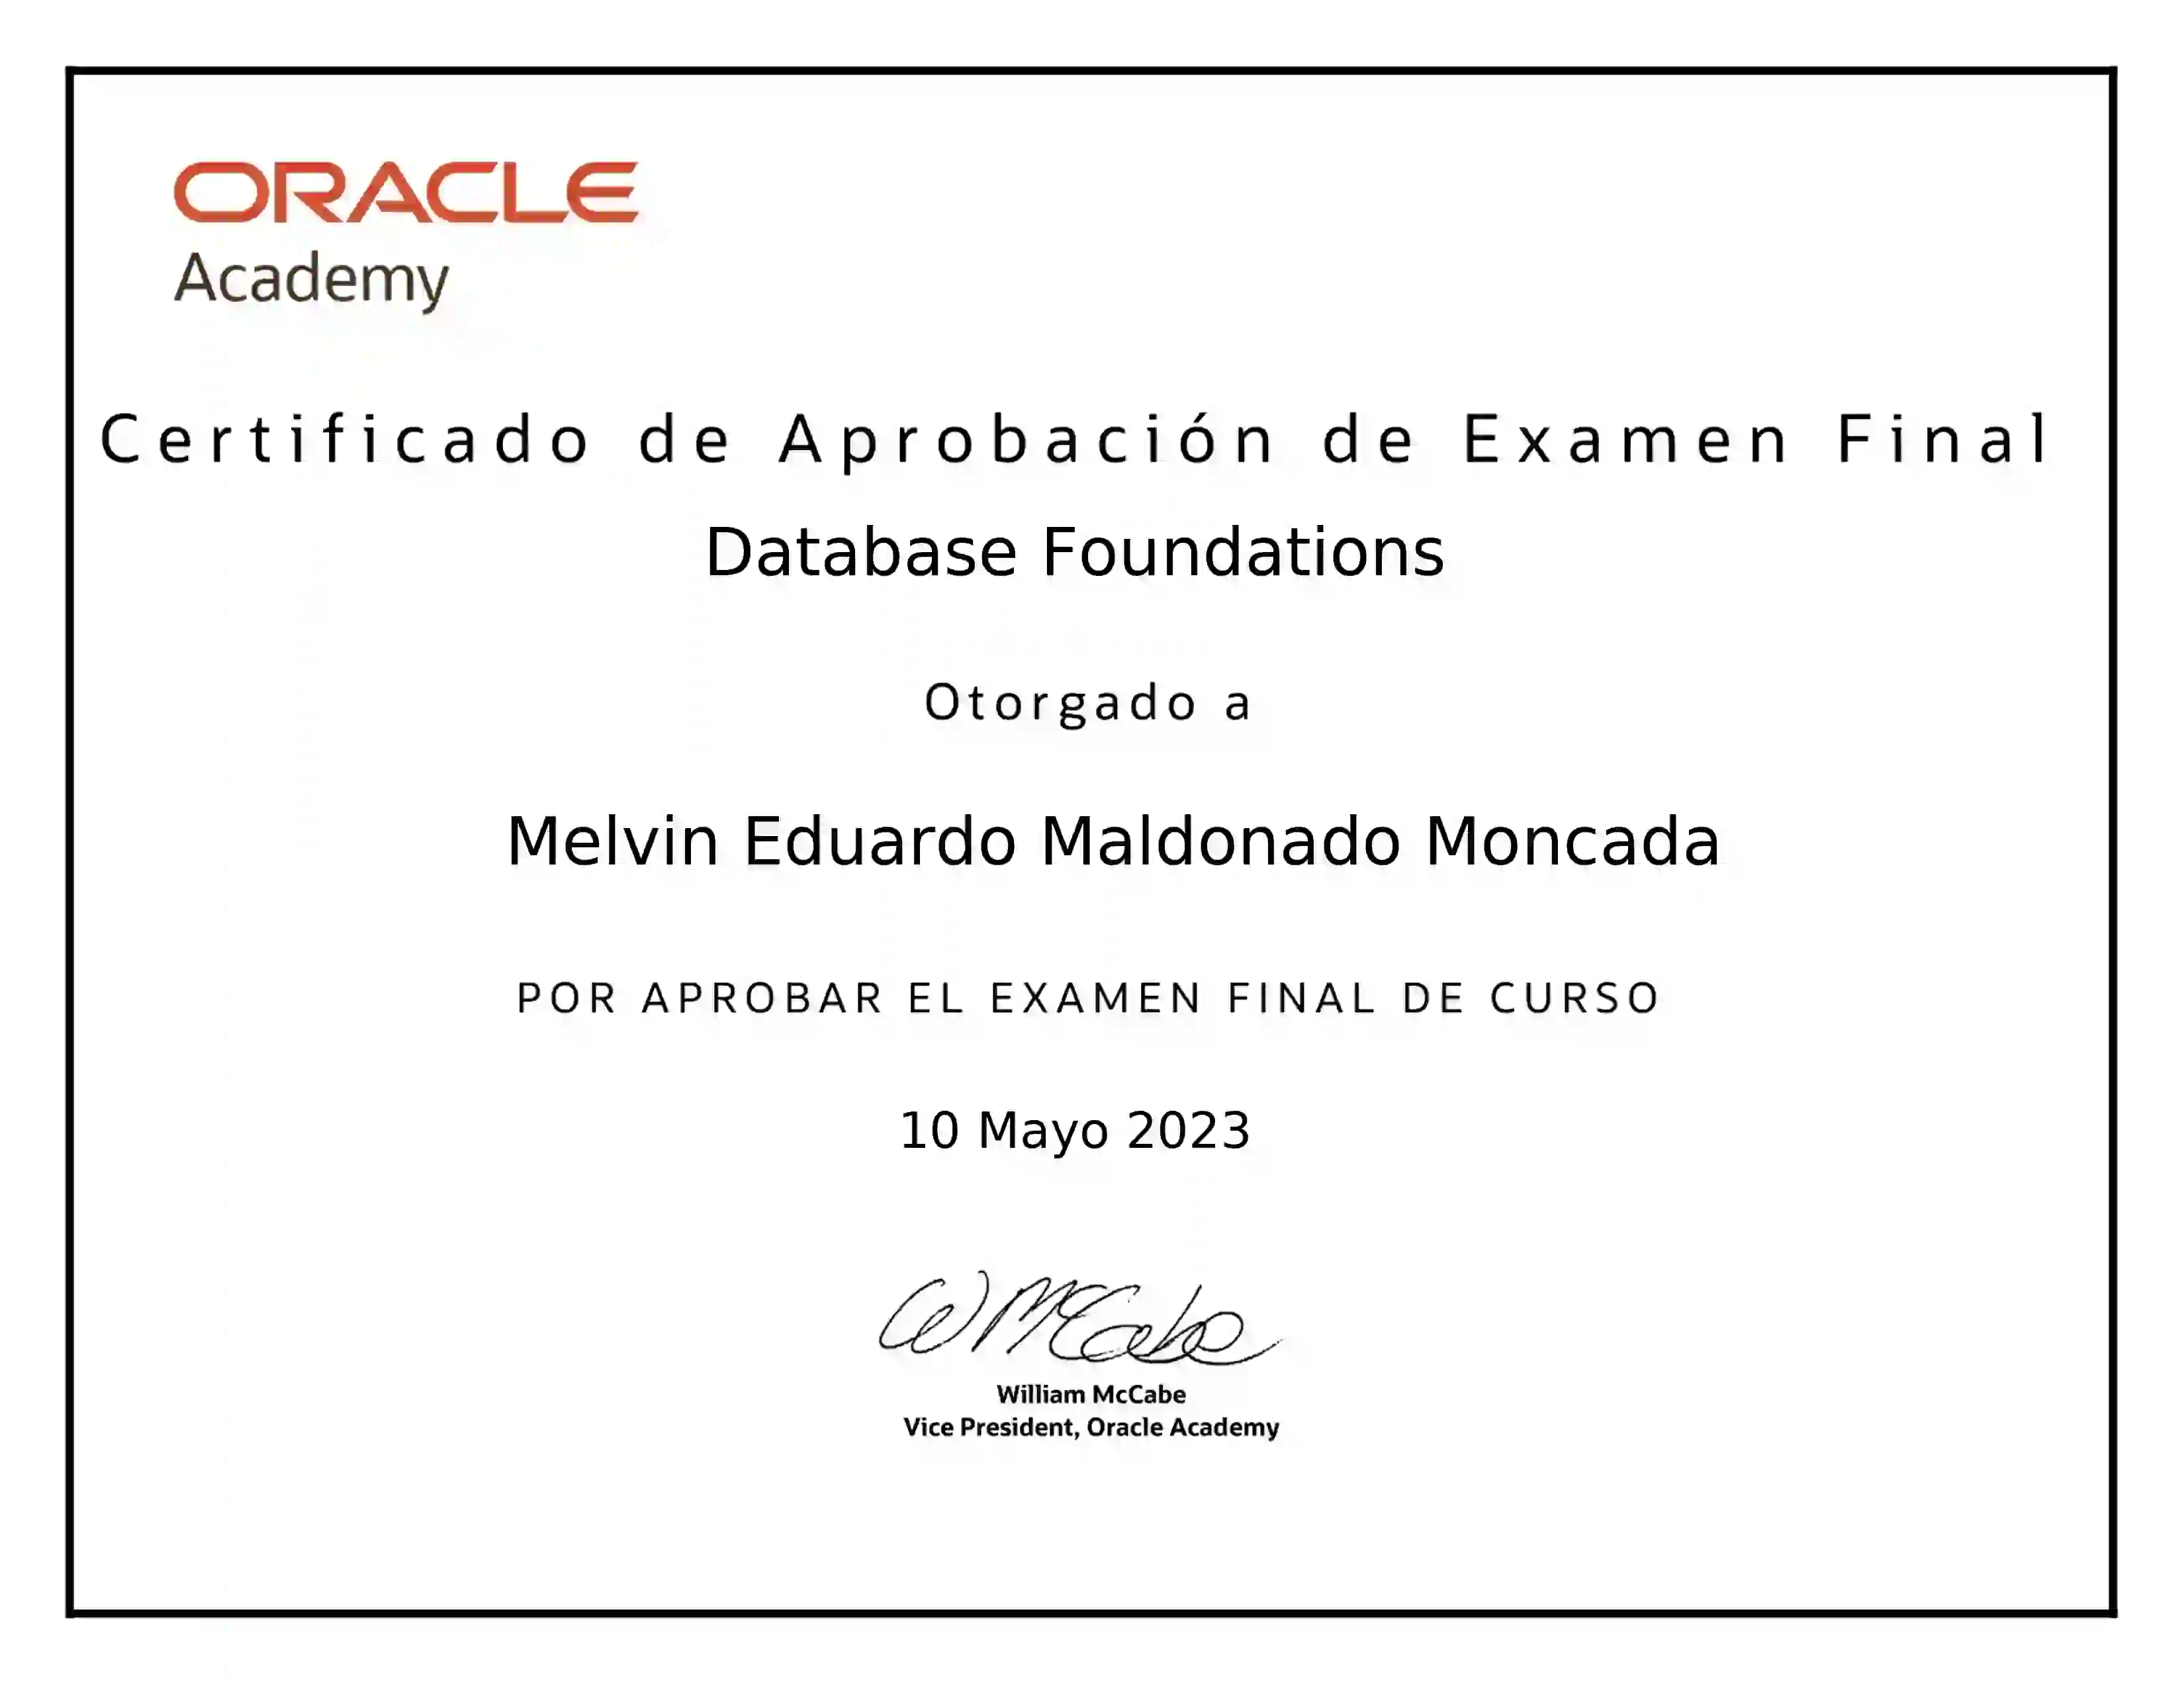 ORACLE
Academy
Certificado de Aprobación de Examen Final
Database Foundations
Otorgado a
Melvin Eduardo Maldonado Moncada
POR APROBAR EL EXAMEN FINAL DE CURSO
10 Mayo 2023
W McCabe
William McCabe
Vice President, Oracle Academy